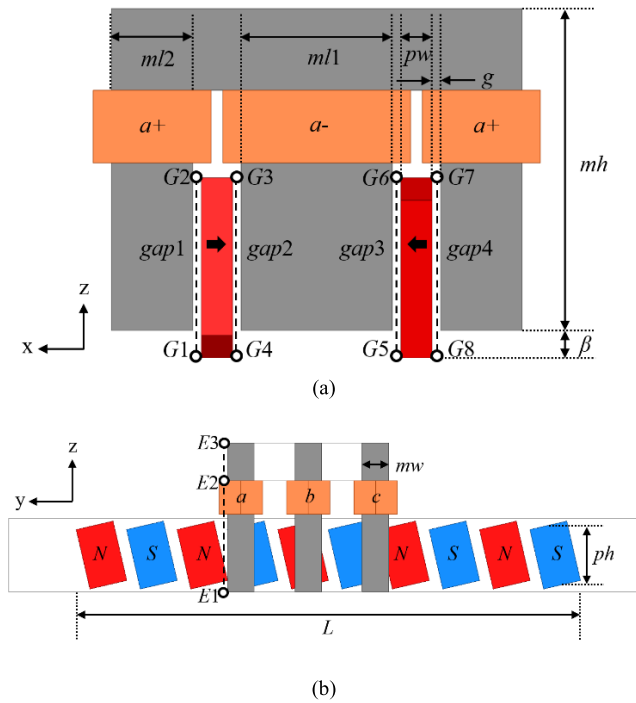 ml2
ml1
pw
g
a+
a-
a+
mh
G2
G3
G6
G7
gap1
gap2
gap3
gap4
z
x
G1
G4
G5
G8
β
(a)
E3
z
mw
E2
y
a
b
c
N
S
N
N
S
N
S
ph
E1
L
(b)